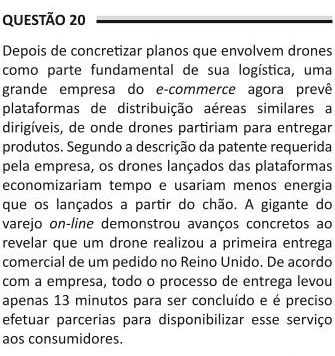 QUESTÃO 20
Depois de concretizar planos que envolvem drones
como parte fundamental de sua logística, uma
grande empresa do e-commerce agora prevê
plataformas de distribuição aéreas similares a
dirigíveis, de onde drones partiriam para entregar
produtos. Segundo a descrição da patente requerida
pela empresa, os drones lançados das plataformas
economizariam tempo e usariam menos energia
que os lançados a partir do chão. A gigante do
varejo on-line demonstrou avanços concretos ao
revelar que um drone realizou a primeira entrega
comercial de um pedido no Reino Unido. De acordo
com a empresa, todo o processo de entrega levou
apenas 13 minutos para ser concluído e é preciso
efetuar parcerias para disponibilizar esse serviço
aos consumidores.